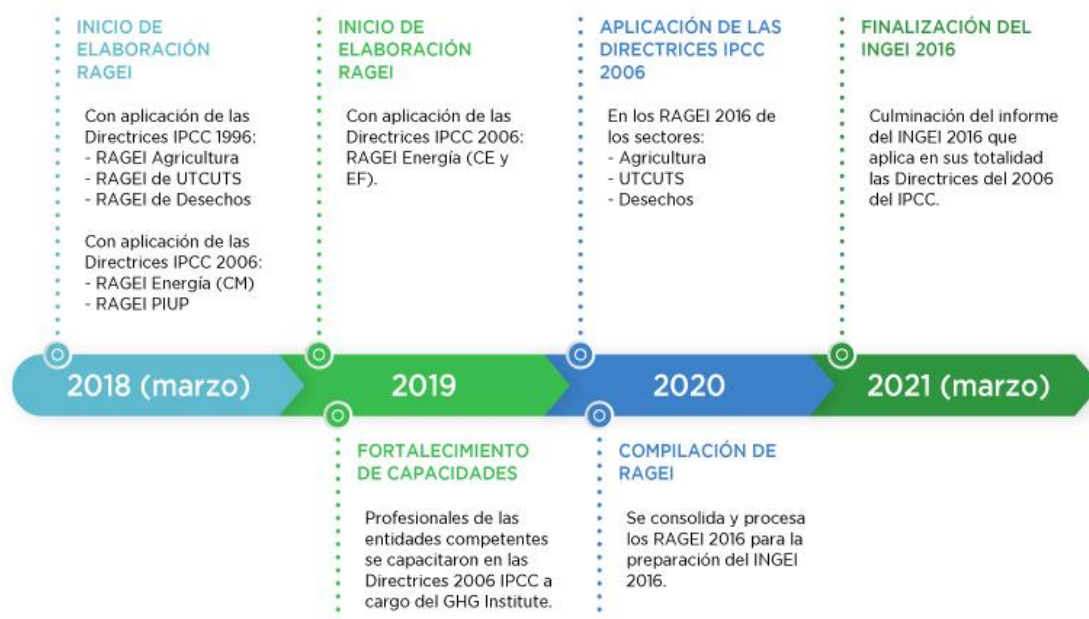 INICIO DE
ELABORACIÓN
RAGEI
Con aplicación de las
Directrices IPCC 1996:
- RAGEI Agricultura
- RAGEI de UTCUTS
- RAGEI de Desechos
Con aplicación de las
Directrices IPCC 2006:
- RAGEI Energía (CM)
- RAGEI PIUP
INICIO DE
ELABORACIÓN
RAGEI
Con aplicación de las
Directrices IPCC 2006:
RAGEI Energía (CE y
EF).
APLICACIÓN DE LAS
DIRECTRICES IPCC
2006
En los RAGEI 2016 de
los sectores:
- Agricultura
- UTCUTS
- Desechos
FINALIZACIÓN DEL
INGEI 2016
Culminación del informe
del INGEI 2016 que
aplica en sus totalidad
las Directrices del 2006
del IPCC.
2018 (marzo)
2019
2020
2021 (marzo)
FORTALECIMIENTO
DE CAPACIDADES
Profesionales de las
entidades competentes
se capacitaron en las
Directrices 2006 IPCC a
cargo del GHG Institute.
COMPILACIÓN DE
RAGEI
Se consolida y procesa
los RAGEI 2016 para la
preparación del INGEI
2016.